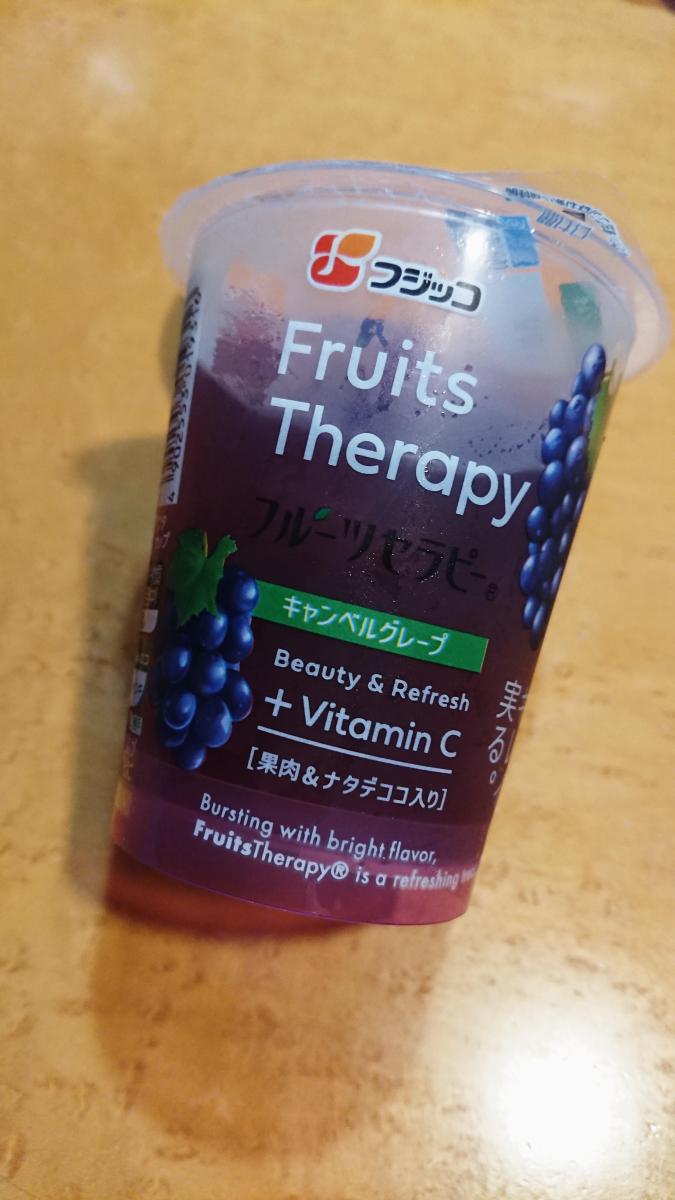 フジッコ
Fruits
Therapy
フルーツセラピー®
キャンベルグレープ
Beauty & Refresh
+ Vitamin C
[果肉&ナタデココ入り]
Bursting with bright flavor,
FruitsTherapy® is a refreshing